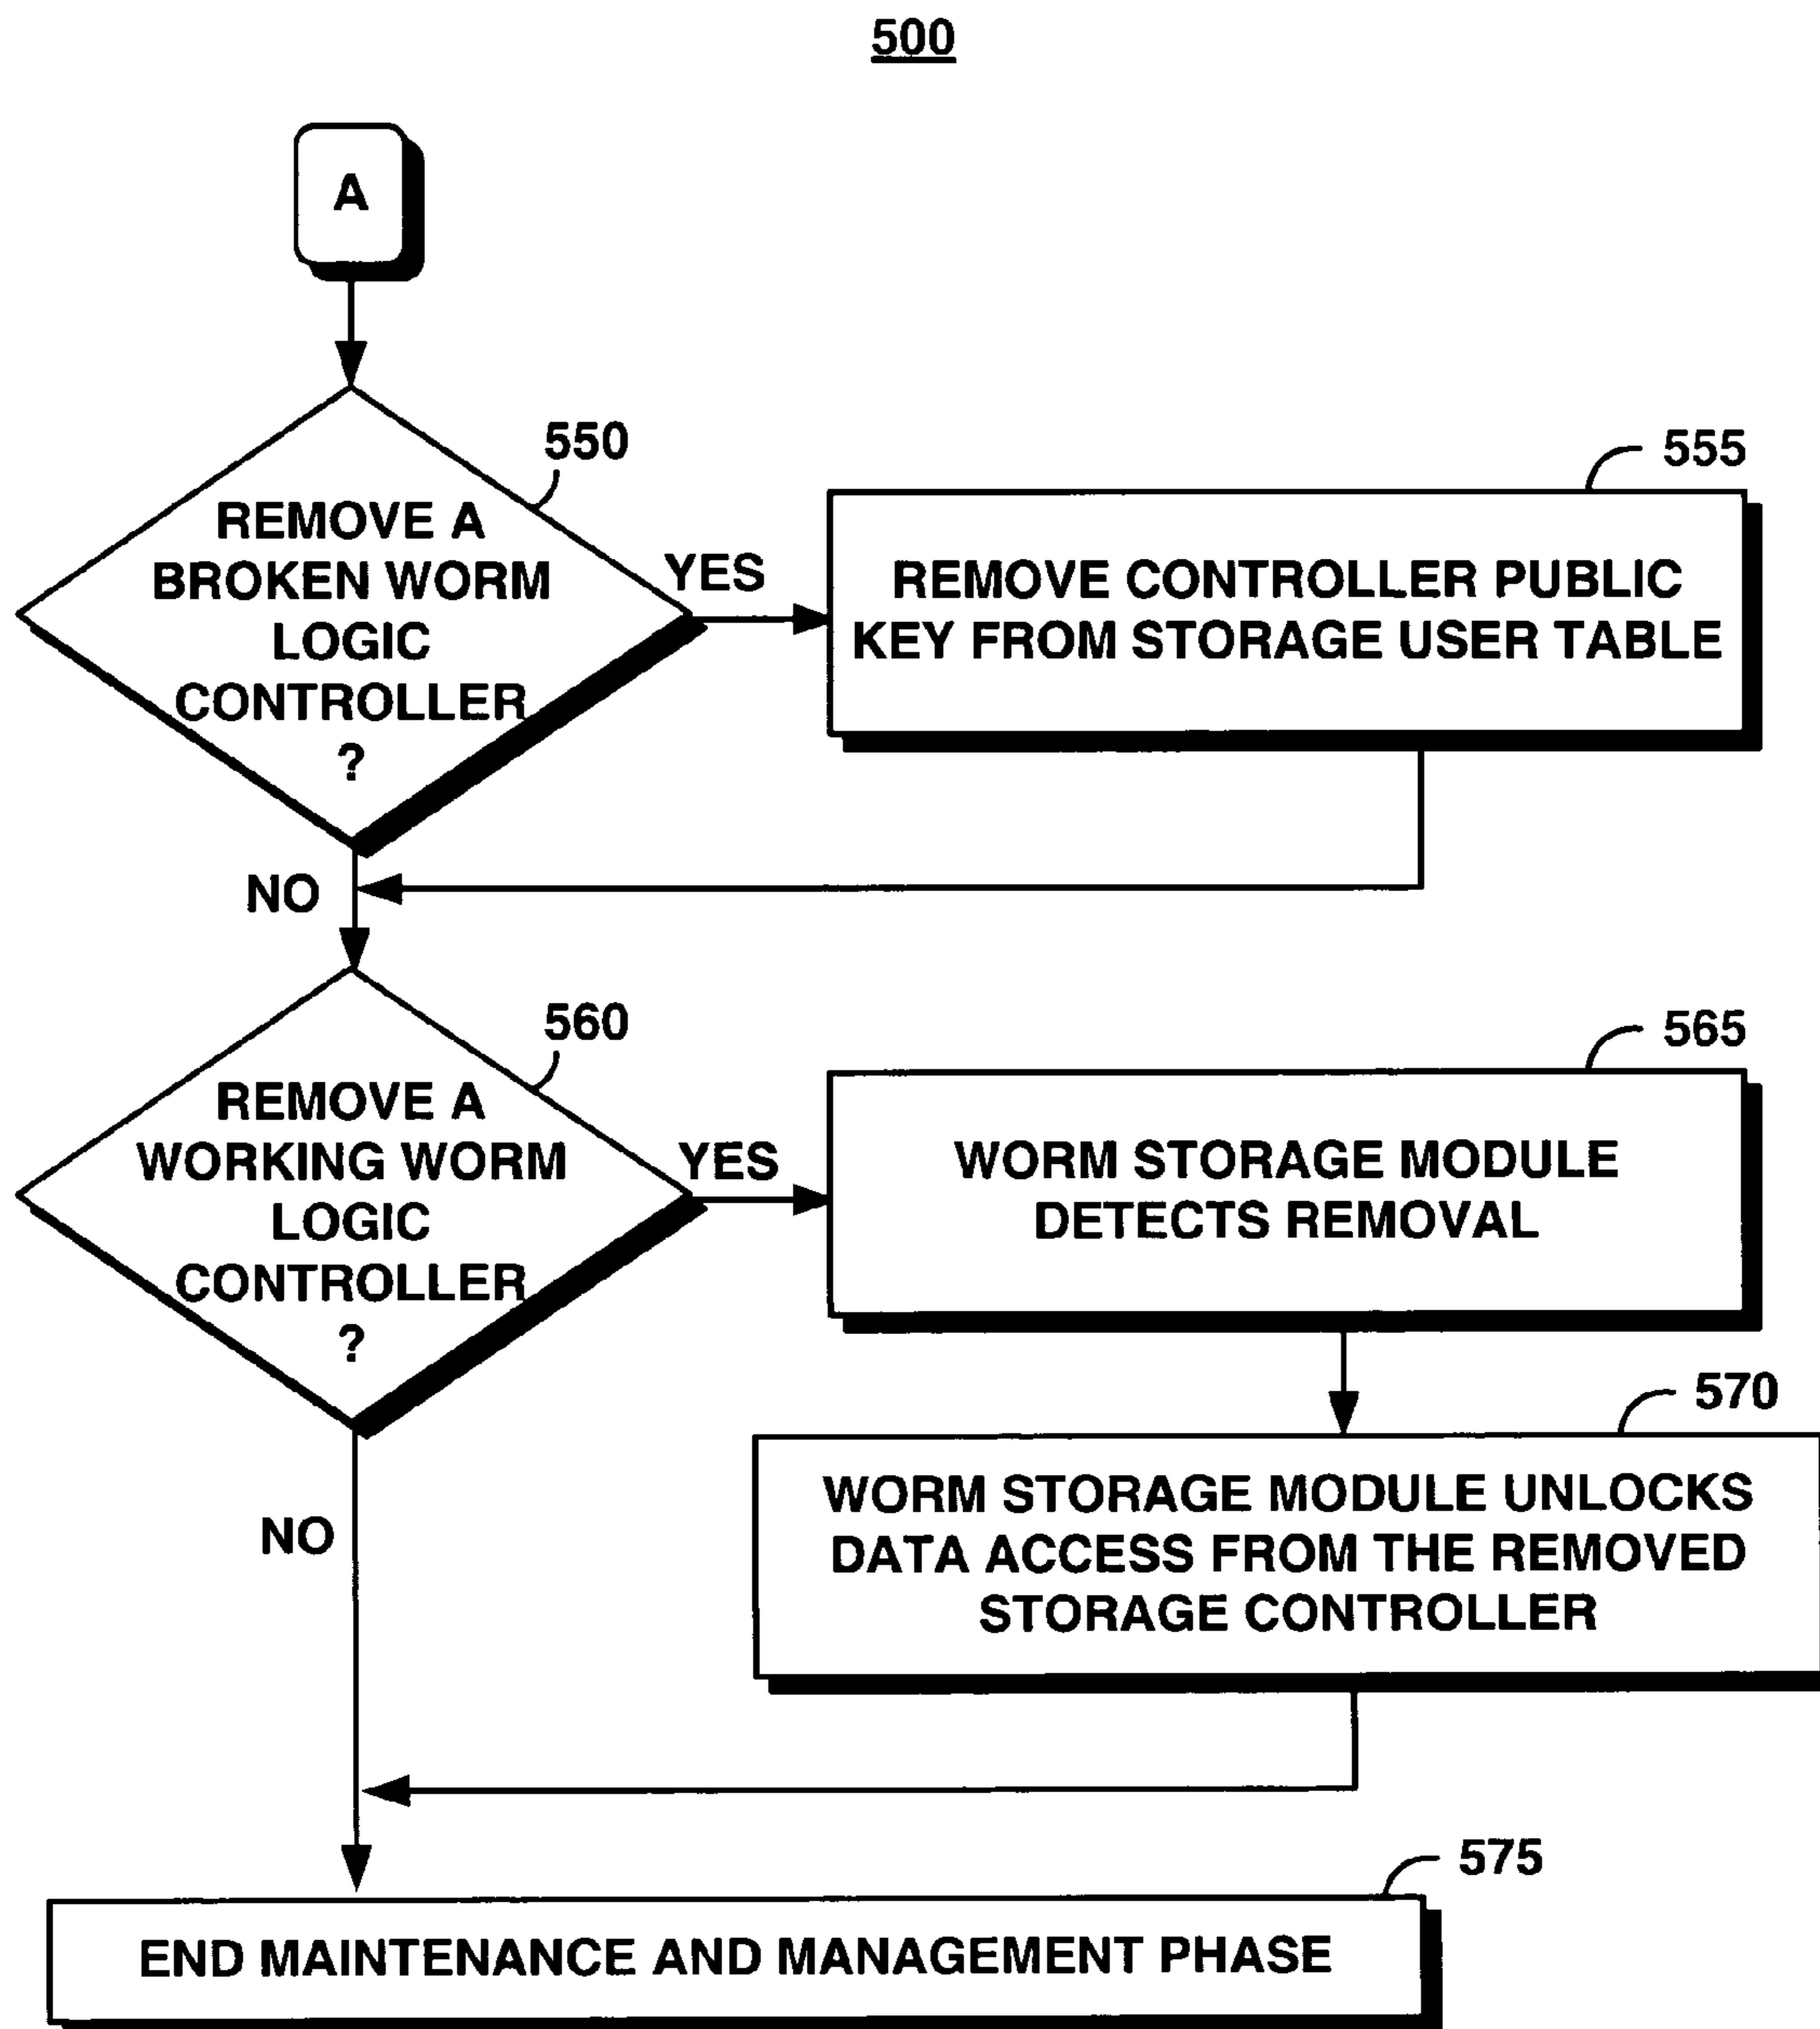 500
A
550
REMOVE A
BROKEN WORM
LOGIC
CONTROLLER
?
YES
555
REMOVE CONTROLLER PUBLIC
KEY FROM STORAGE USER TABLE
NO
560
REMOVE A
WORKING WORM
LOGIC
CONTROLLER
?
YES
565
WORM STORAGE MODULE
DETECTS REMOVAL
570
WORM STORAGE MODULE UNLOCKS
DATA ACCESS FROM THE REMOVED
STORAGE CONTROLLER
NO
575
END MAINTENANCE AND MANAGEMENT PHASE